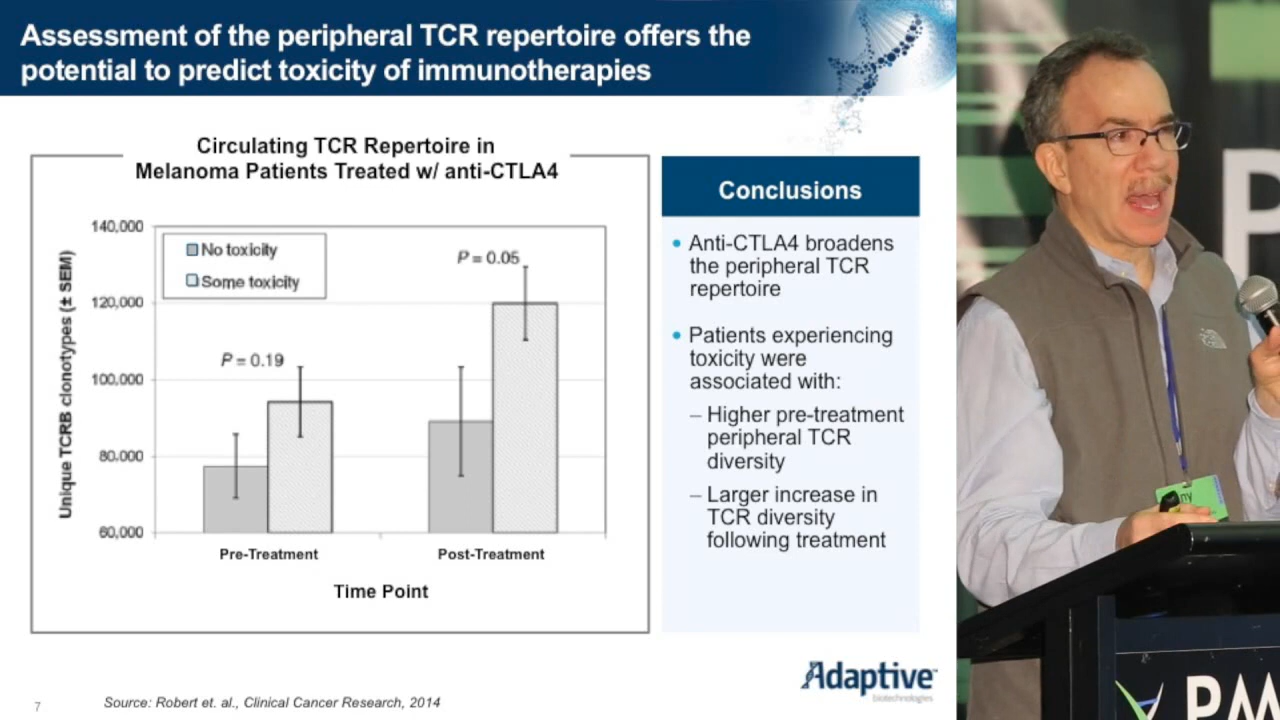 Assessment of the peripheral TCR repertoire offers the
potential to predict toxicity of immunotherapies
Circulating TCR Repertoire in
Melanoma Patients Treated w/ anti-CTLA4
Unique TCRB clonotypes (± SEM)
140,000
120,000
100,000
80,000
60,000
No toxicity
Some toxicity
P = 0.19
P = 0.05
Pre-Treatment
Post-Treatment
Time Point
Conclusions
• Anti-CTLA4 broadens
the peripheral TCR
repertoire
• Patients experiencing
toxicity were
associated with:
– Higher pre-treatment
peripheral TCR
diversity
– Larger increase in
TCR diversity
following treatment
Adaptive™
biotechnologies
7
Source: Robert et. al., Clinical Cancer Research, 2014
P
ny
PM